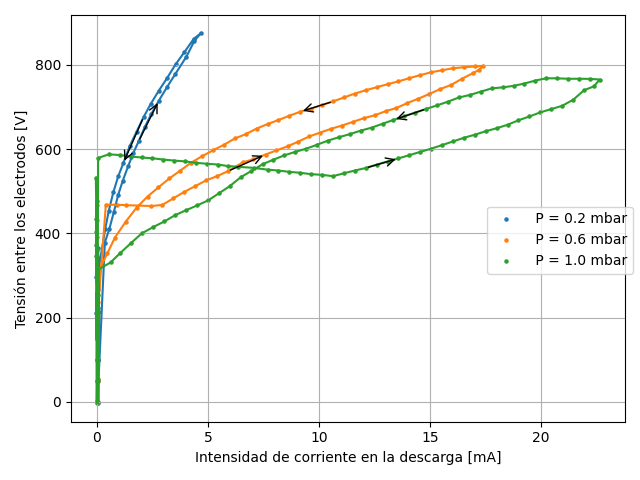 Tensión entre los electrodos [V]
800
600
400
200
0
P = 0.2 mbar
P = 0.6 mbar
P = 1.0 mbar
0
5
10
15
20
Intensidad de corriente en la descarga [mA]